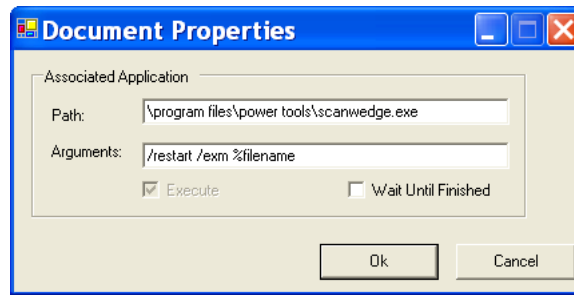 Document Properties
Associated Application
Path: \program files\power tools\scanwedge.exe
Arguments: /restart /exm %filename
Execute Wait Until Finished
Ok Cancel